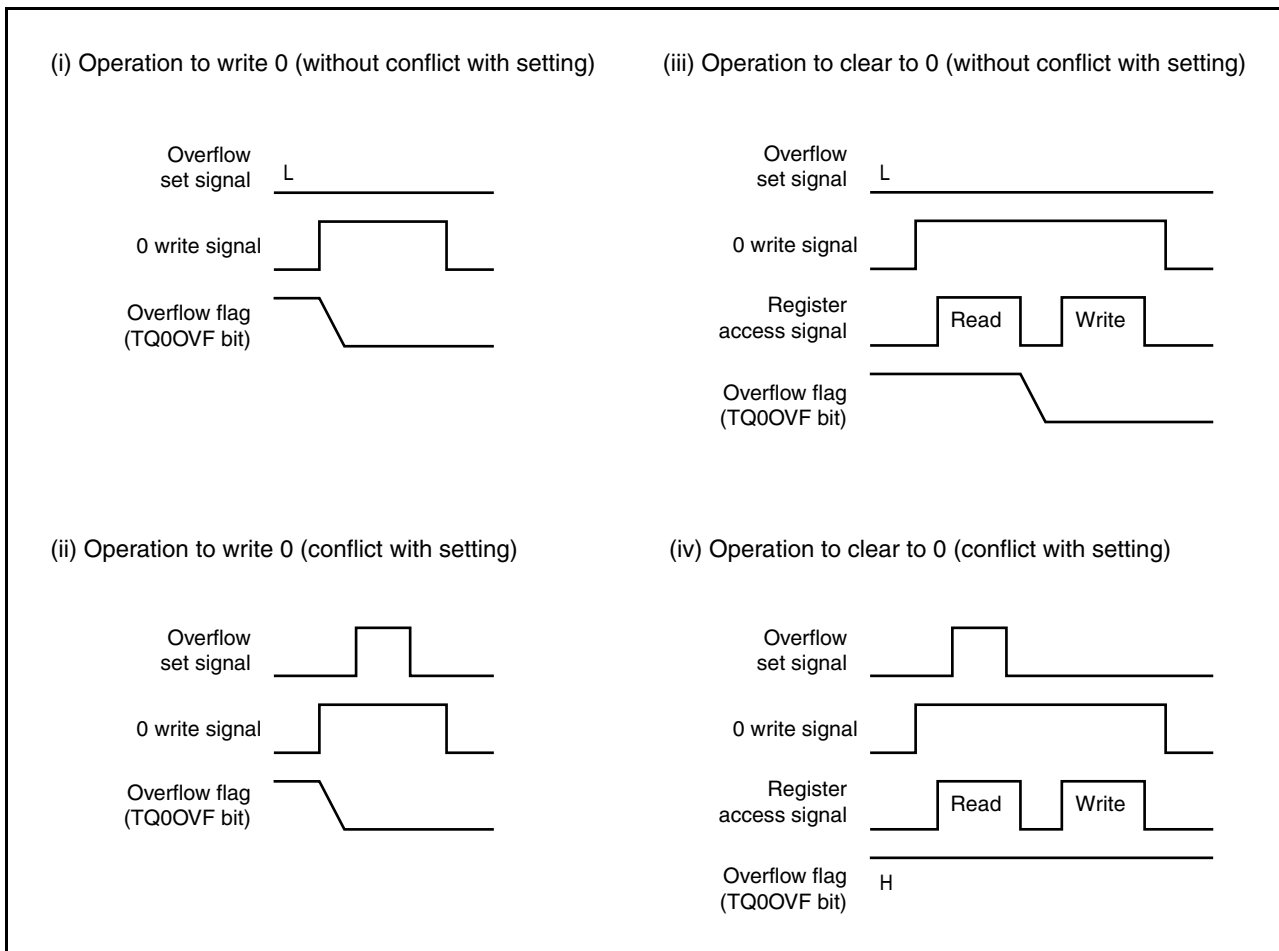 (i) Operation to write 0 (without conflict with setting)
Overflow
set signal
L
0 write signal
Overflow flag
(TQ0OVF bit)
(iii) Operation to clear to 0 (without conflict with setting)
Overflow
set signal
L
0 write signal
Register
access signal
Read
Write
Overflow flag
(TQ0OVF bit)
(ii) Operation to write 0 (conflict with setting)
Overflow
set signal
0 write signal
Overflow flag
(TQ0OVF bit)
(iv) Operation to clear to 0 (conflict with setting)
Overflow
set signal
0 write signal
Register
access signal
Read
Write
Overflow flag
(TQ0OVF bit)
H